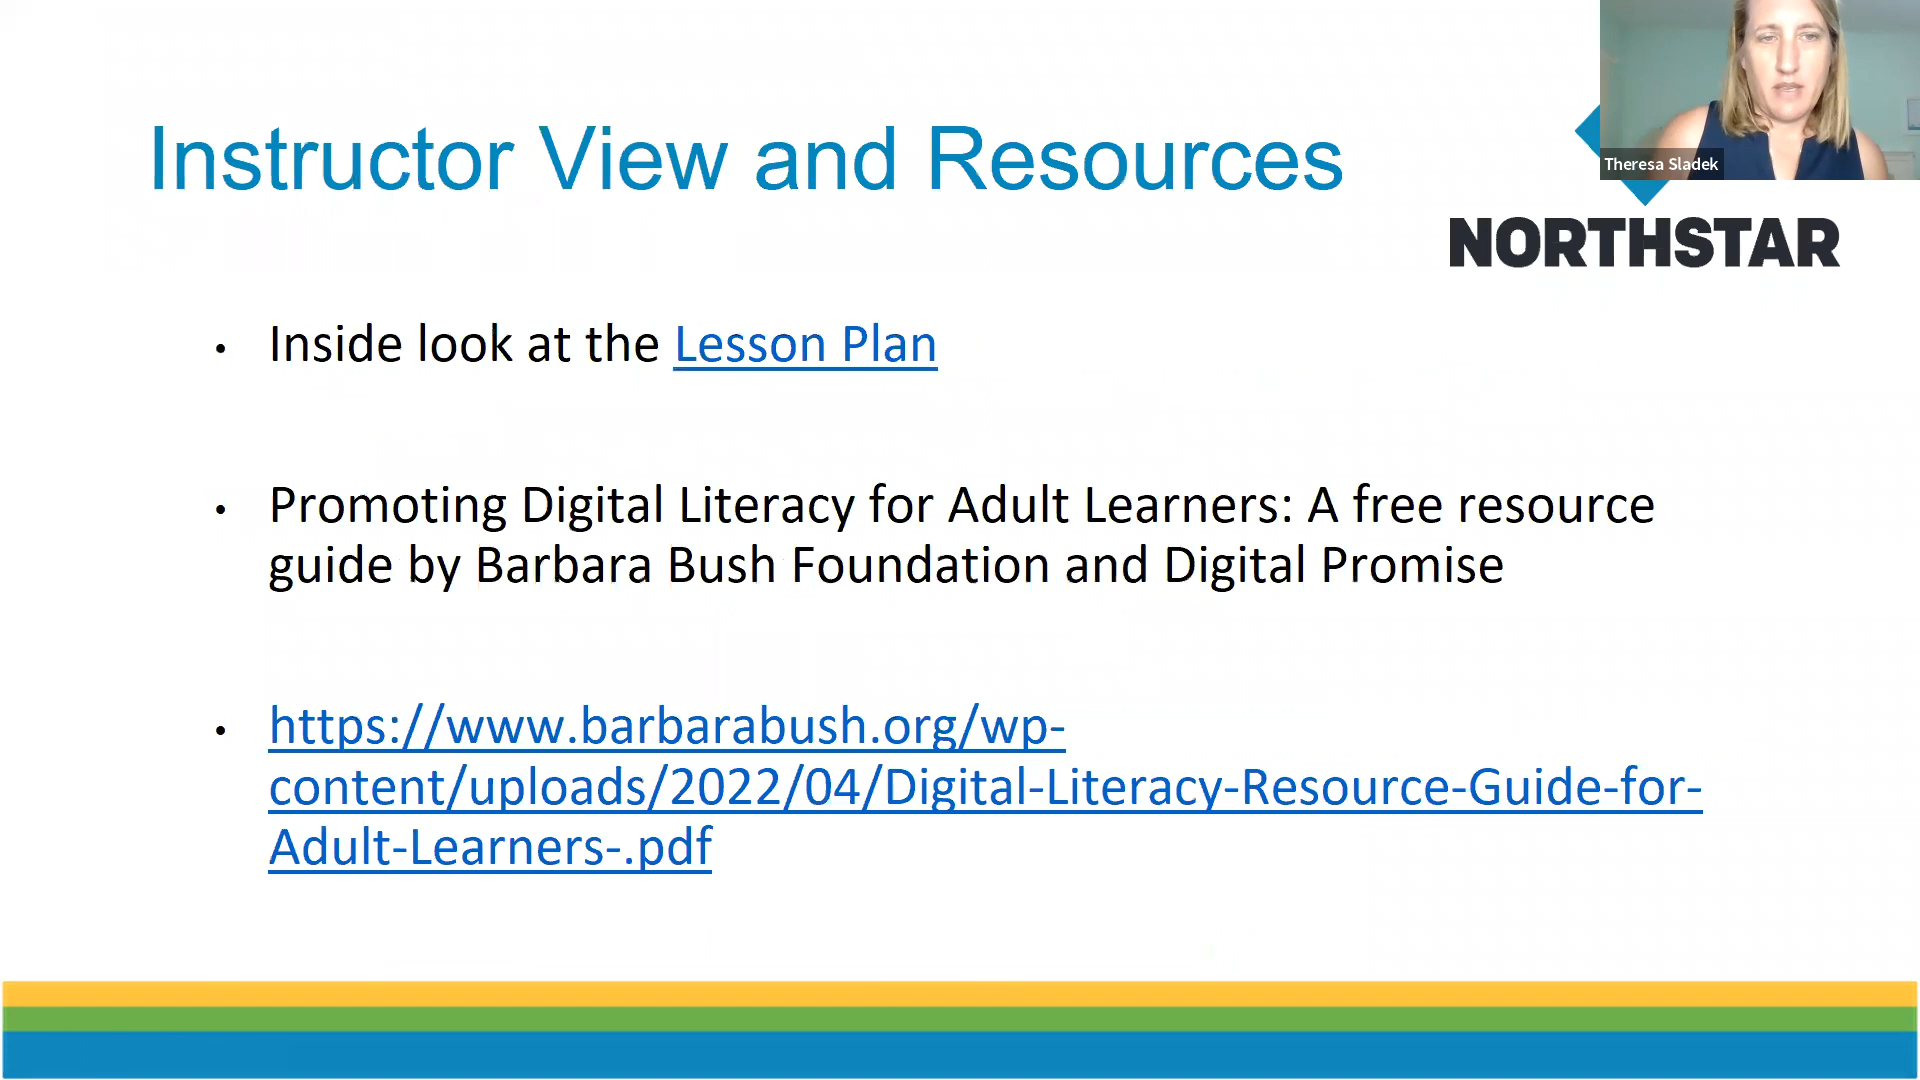 Instructor View and Resources
Theresa Sladek
NORTHSTAR
• Inside look at the Lesson Plan
• Promoting Digital Literacy for Adult Learners: A free resource
guide by Barbara Bush Foundation and Digital Promise
• https://www.barbarabush.org/wp-
content/uploads/2022/04/Digital-Literacy-Resource-Guide-for-
Adult-Learners-.pdf